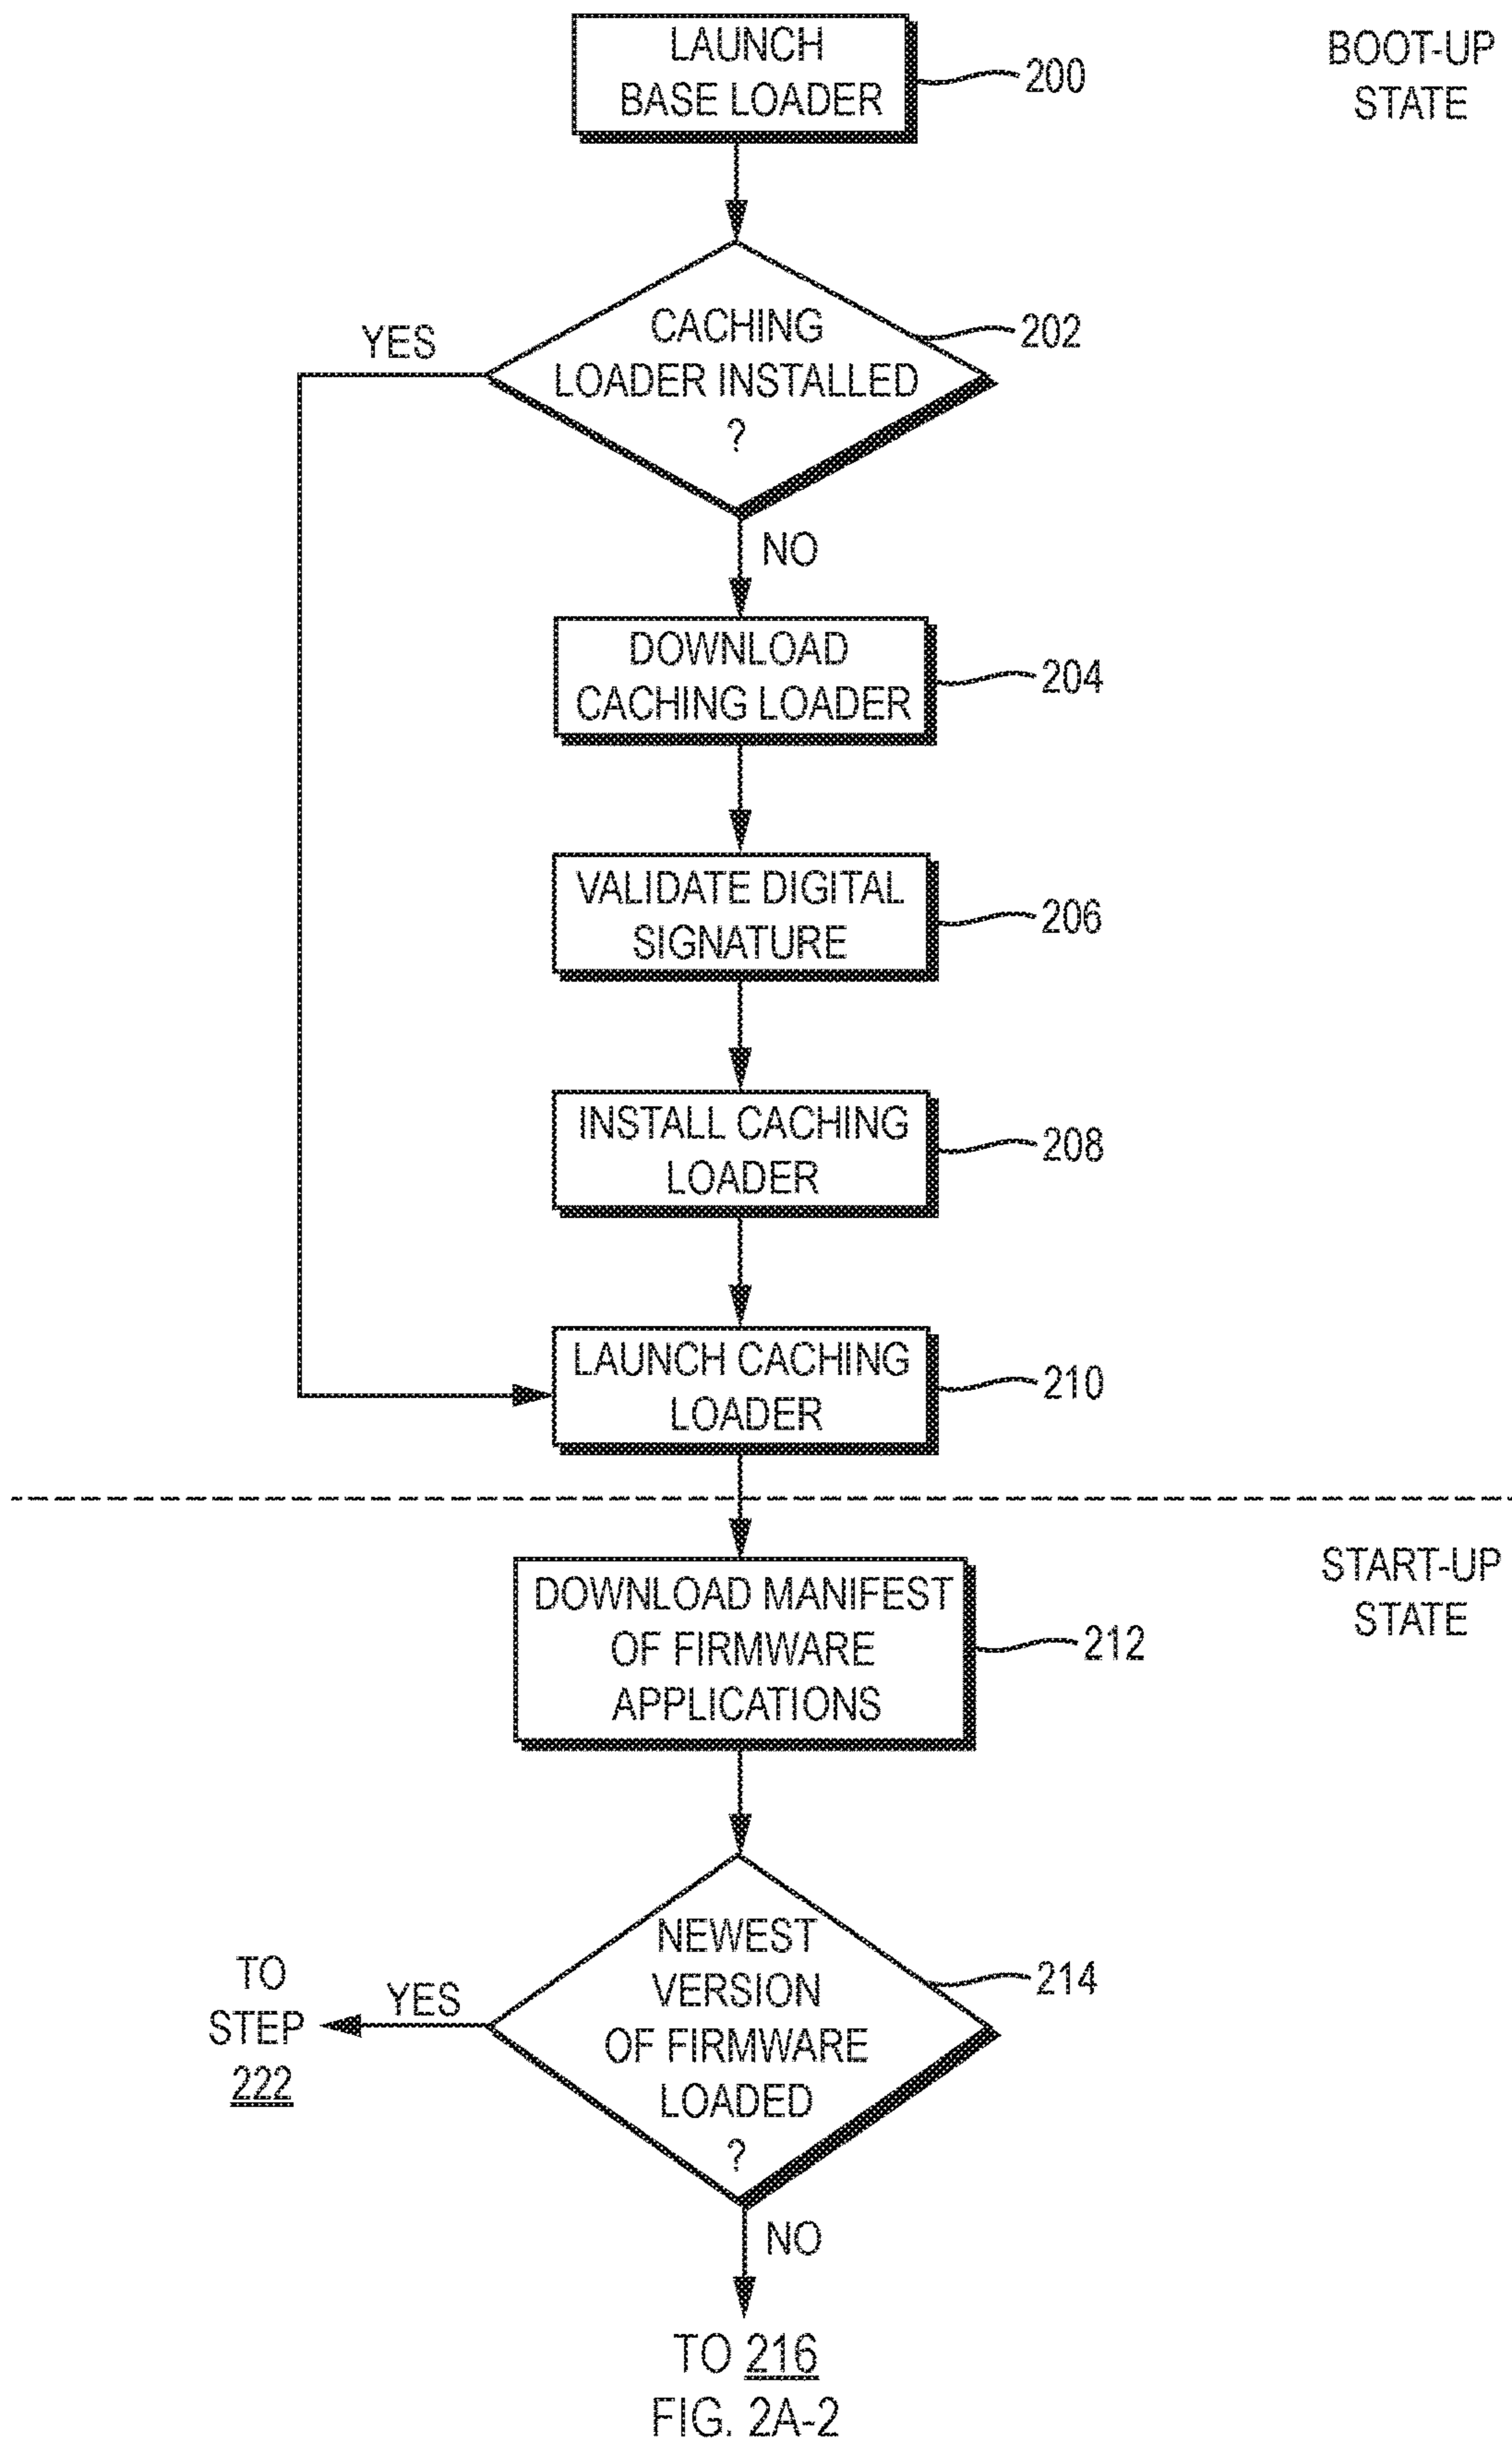 LAUNCH
BASE LOADER
200
BOOT-UP
STATE
CACHING
LOADER INSTALLED
?
202
YES
NO
DOWNLOAD
CACHING LOADER
204
VALIDATE DIGITAL
SIGNATURE
206
INSTALL CACHING
LOADER
208
LAUNCH CACHING
LOADER
210
START-UP
STATE
DOWNLOAD MANIFEST
OF FIRMWARE
APPLICATIONS
212
NEWEST
VERSION
OF FIRMWARE
LOADED
?
214
YES
TO
STEP
222
NO
TO 216
FIG. 2A-2